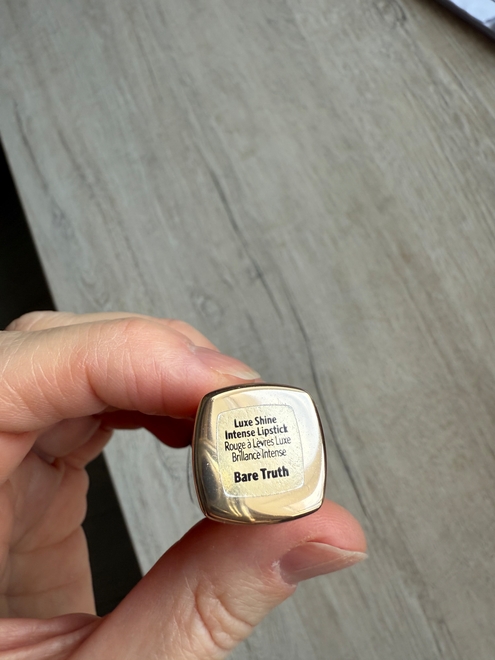 Luxe Shine
Intense Lipstick
Rouge à Lèvres Luxe
Brillance Intense
Bare Truth